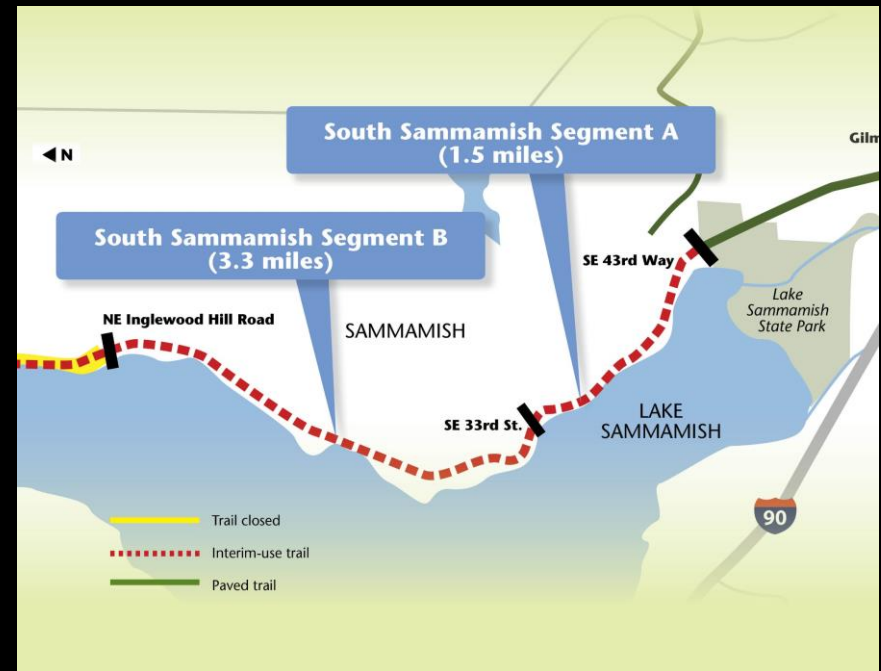 South Sammamish Segment A
(1.5 miles)
N
Gilm
South Sammamish Segment B
(3.3 miles)
SE 43rd Way
NE Inglewood Hill Road
SAMMAMISH
Lake
Sammamish
State Park
SE 33rd St.
LAKE
SAMMAMISH
90
Trail closed
Interim-use trail
Paved trail